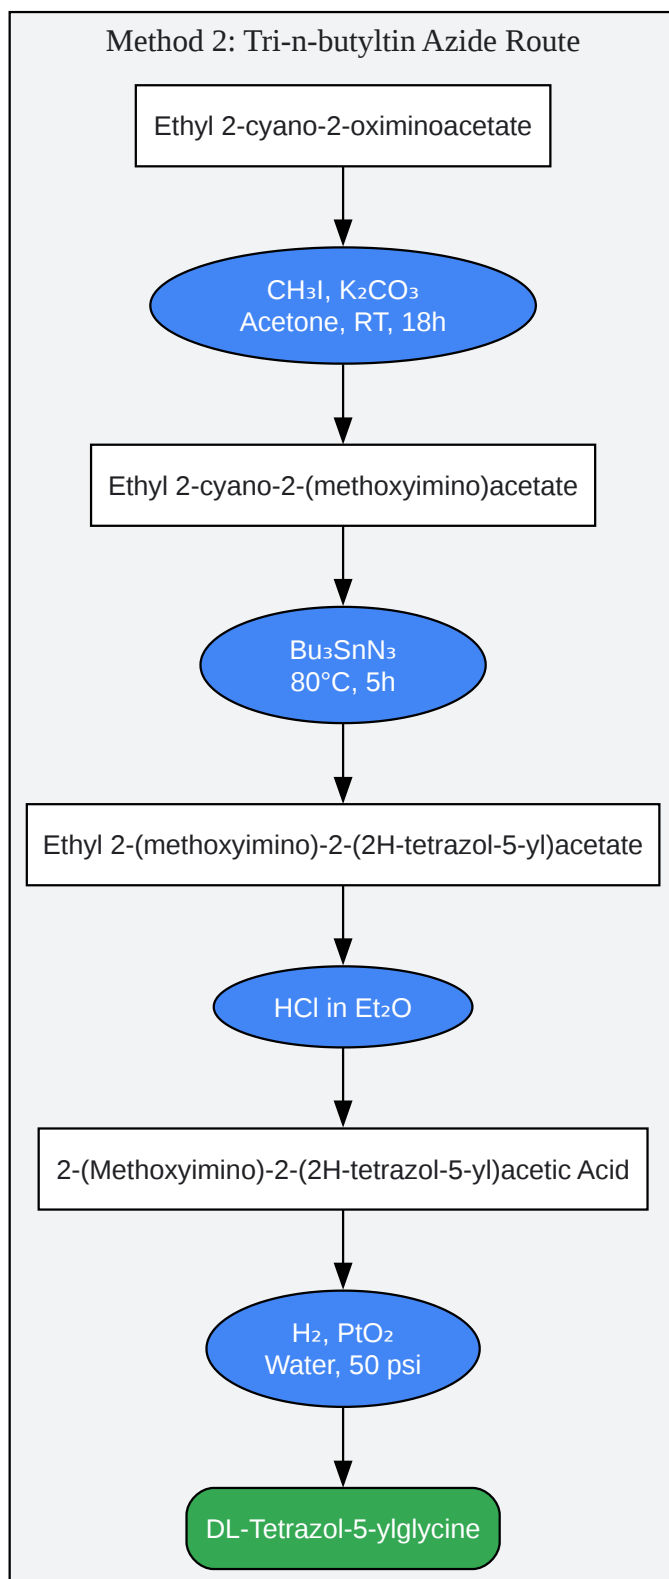 Method 2: Tri-n-butyltin Azide Route
Ethyl 2-cyano-2-oximinoacetate
CH₃I, K₂CO₃
Acetone, RT, 18h
Ethyl 2-cyano-2-(methoxyimino)acetate
Bu₃SnN₃
80°C, 5h
Ethyl 2-(methoxyimino)-2-(2H-tetrazol-5-yl)acetate
HCl in Et₂O
2-(Methoxyimino)-2-(2H-tetrazol-5-yl)acetic Acid
H₂, PtO₂
Water, 50 psi
DL-Tetrazol-5-ylglycine